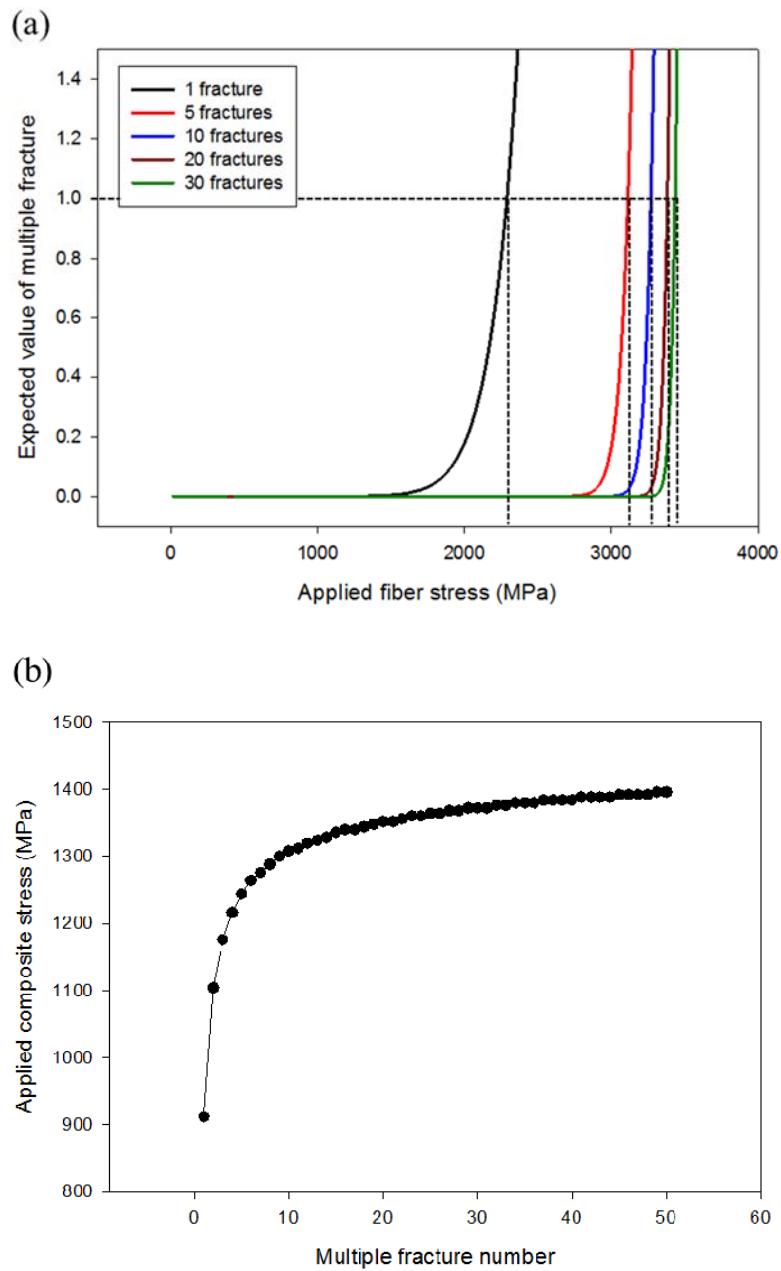 (a)
1 fracture
5 fractures
10 fractures
20 fractures
30 fractures
Expected value of multiple fracture
1.4
1.2
1.0
0.8
0.6
0.4
0.2
0.0
0
1000
2000
3000
4000
Applied fiber stress (MPa)
(b)
Applied composite stress (MPa)
1500
1400
1300
1200
1100
1000
900
800
0
10
20
30
40
50
60
Multiple fracture number